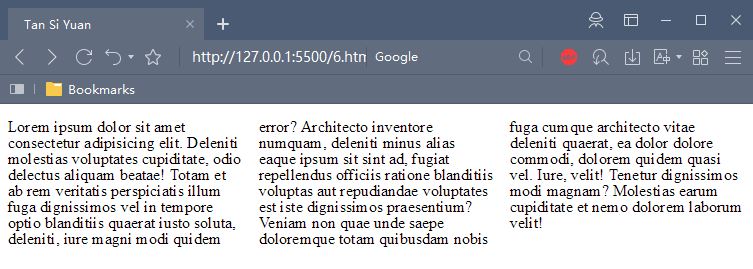 Tan Si Yuan
http://127.0.0.1:5500/6.htn
Google
Bookmarks
Lorem ipsum dolor sit amet
consectetur adipisicing elit. Deleniti
molestias voluptates cupiditate, odio
delectus aliquam beatae! Totam et
ab rem veritatis perspiciatis illum
fuga dignissimos vel in tempore
optio blanditiis quaerat iusto soluta,
deleniti, iure magni modi quidem
error? Architecto inventore
numquam, deleniti minus alias
eaque ipsum sit sint ad, fugiat
repellendus officiis ratione blanditiis
voluptas aut repudiandae voluptates
est iste dignissimos praesentium?
Veniam non quae unde saepe
doloremque totam quibusdam nobis
fuga cumque architecto vitae
deleniti quaerat, ea dolor dolore
commodi, dolorem quidem quasi
vel. Iure, velit! Tenetur dignissimos
modi magnam? Molestias earum
cupiditate et nemo dolorem laborum
velit!